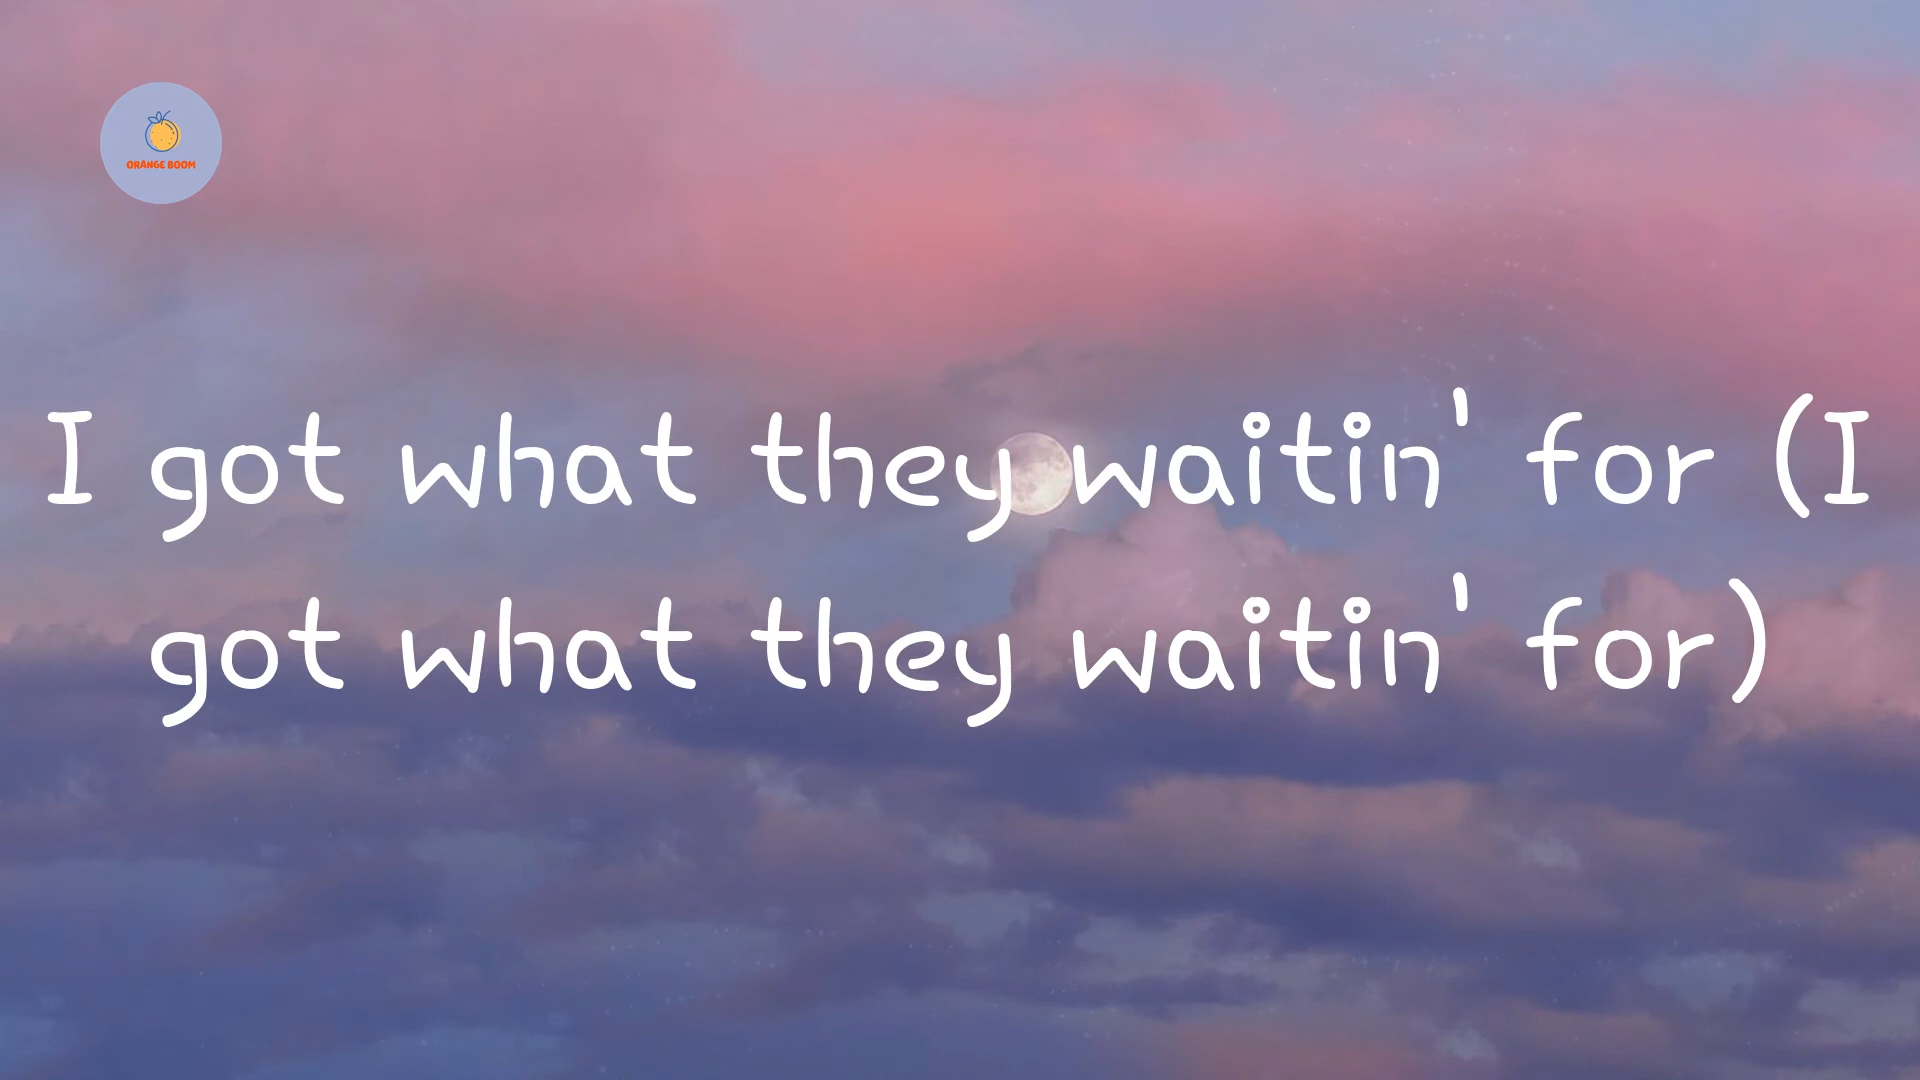 ORANGE BOOM
I got what they waitin' for (I
got what they waitin' for)